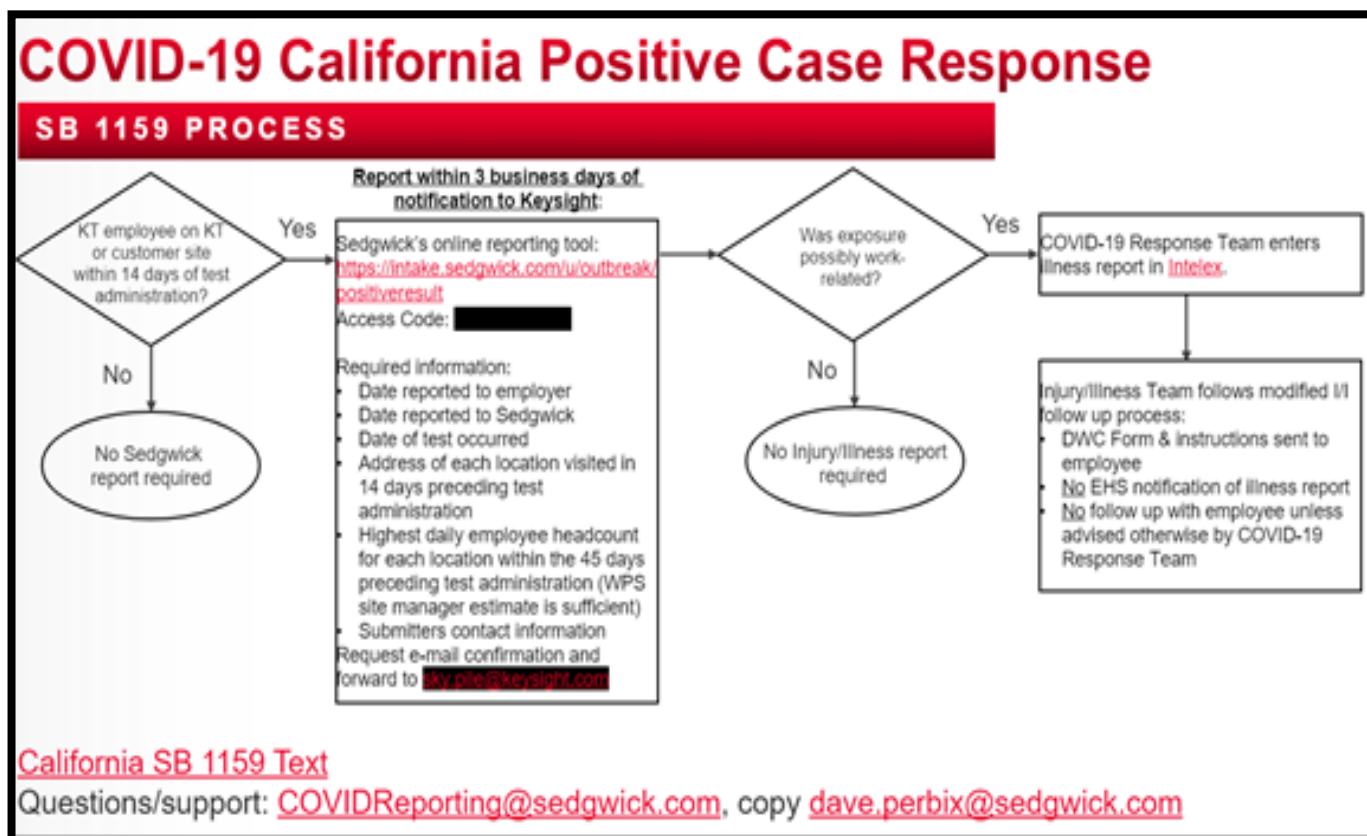 COVID-19 California Positive Case Response
SB 1159 PROCESS
KT employee on KT
or customer site
within 14 days of test
administration?
Yes
No
No Sedgwick
report required
Report within 3 business days of
notification to Keysight:
Sedgwick's online reporting tool:
https://intake.sedgwick.com/u/outbreak/
positiveresult
Access Code:
Required information:
• Date reported to employer
• Date reported to Sedgwick
• Date of test occurred
• Address of each location visited in
14 days preceding test
administration
• Highest daily employee headcount
for each location within the 45 days
preceding test administration (WPS
site manager estimate is sufficient)
• Submitters contact information
Request e-mail confirmation and
forward to
Was exposure
possibly work-
related?
Yes
No
No Injury/Illness report
required
COVID-19 Response Team enters
illness report in Intelex.
Injury/Illness Team follows modified I/I
follow up process:
• DWC Form & instructions sent to
employee
• No EHS notification of illness report
• No follow up with employee unless
advised otherwise by COVID-19
Response Team
California SB 1159 Text
Questions/support: COVIDReporting@sedgwick.com, copy dave.perbix@sedgwick.com